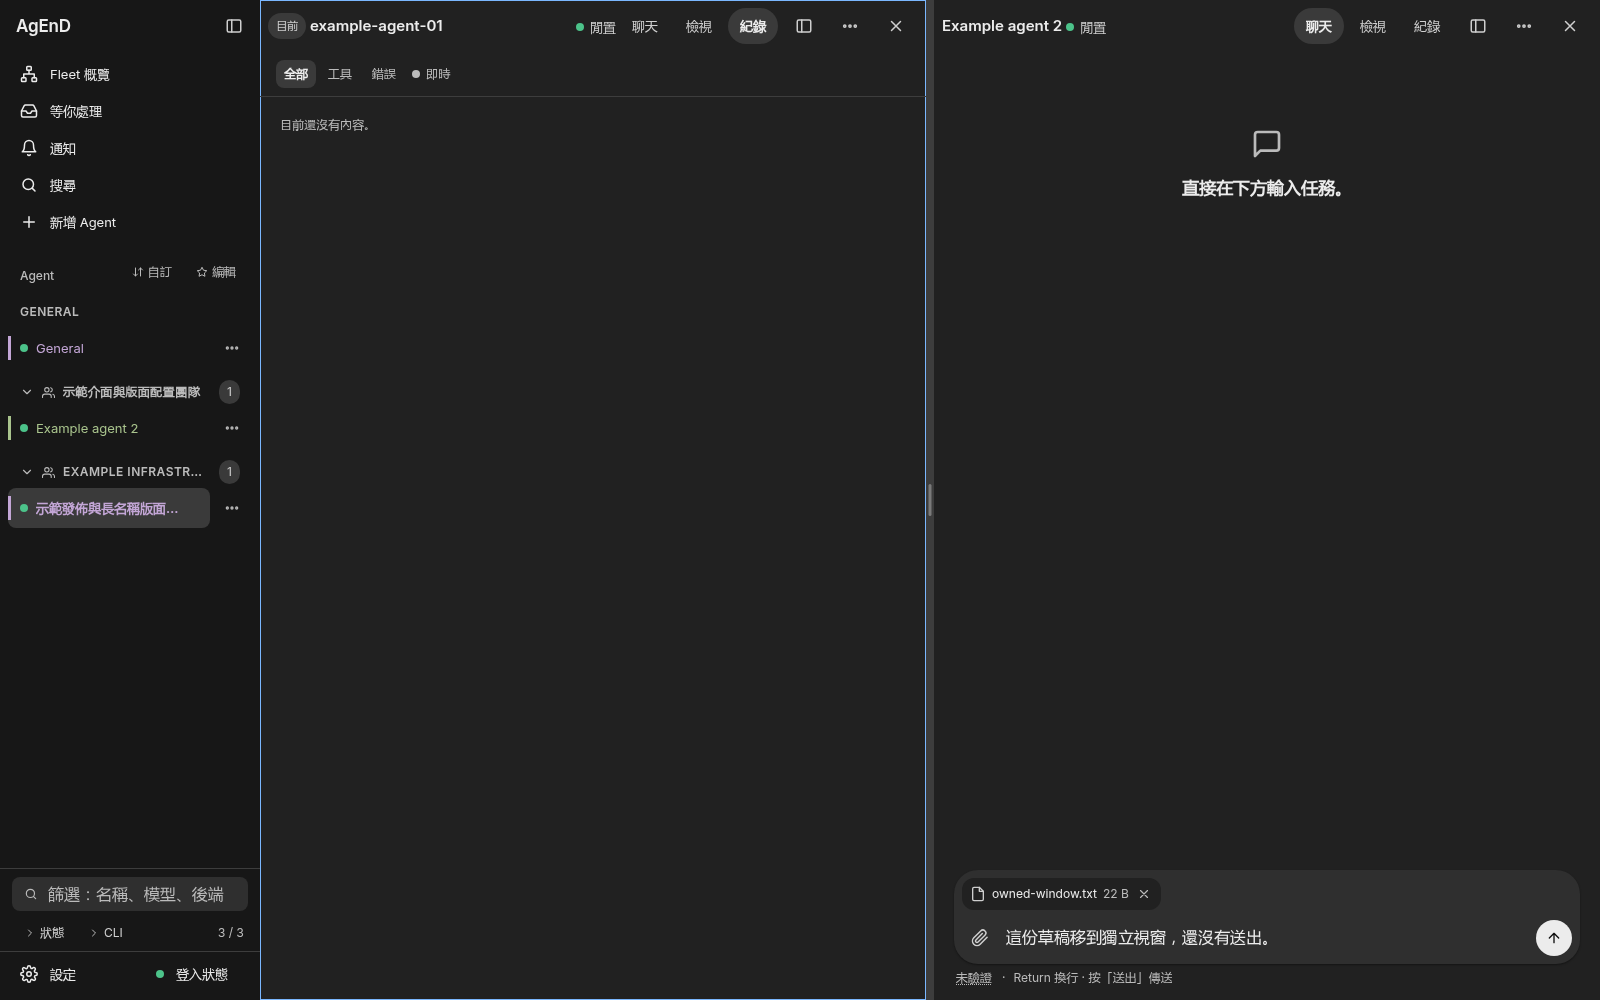 AgEnD
Fleet 概覽
等你處理
通知
搜尋
新增 Agent
Agent
自訂
編輯
GENERAL
General
示範介面與版面配置團隊
1
Example agent 2
EXAMPLE INFRASTR...
1
示範發佈與長名稱版面...
篩選：名稱、模型、後端
狀態
CLI
3 / 3
設定
登入狀態
目前
example-agent-01
閒置
聊天
檢視
紀錄
全部
工具
錯誤
即時
目前還沒有內容。
Example agent 2
閒置
聊天
檢視
紀錄
直接在下方輸入任務。
owned-window.txt 22 B
這份草稿移到獨立視窗，還沒有送出。
未驗證 · Return 換行 · 按「送出」傳送